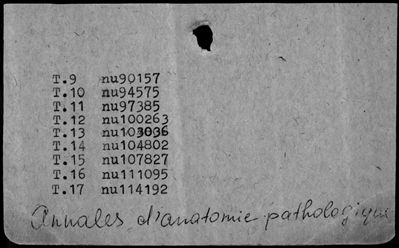 T.9 nu90157
T.10 nu94575
T.11 nu97385
T.12 nu100263
T.13 nu103036
T.14 nu104802
T.15 nu107827
T.16 nu111095
T.17 nu114192
Annales d'anatomie pathologique